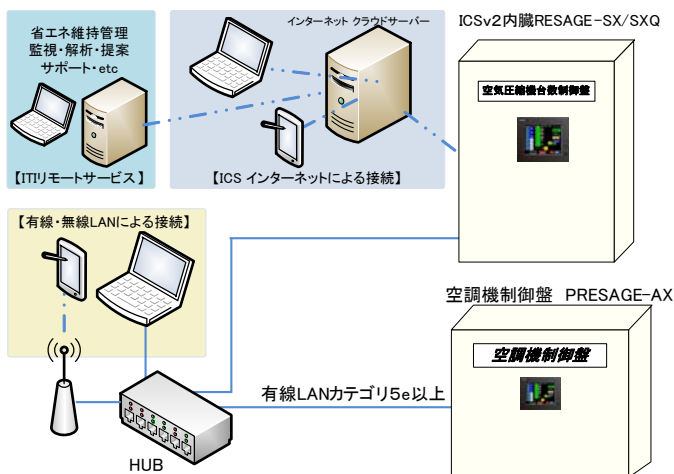 省エネ維持管理
監視・解析・提案
サポート・etc
【ITIリモートサービス】
インターネット クラウドサーバー
【ICS インターネットによる接続】
ICSv2内臓RESAGE-SX/SXQ
空気圧縮機台数制御盤
【有線・無線LANによる接続】
空調機制御盤 PRESAGE-AX
空調機制御盤
有線LANカテゴリ5e以上
HUB